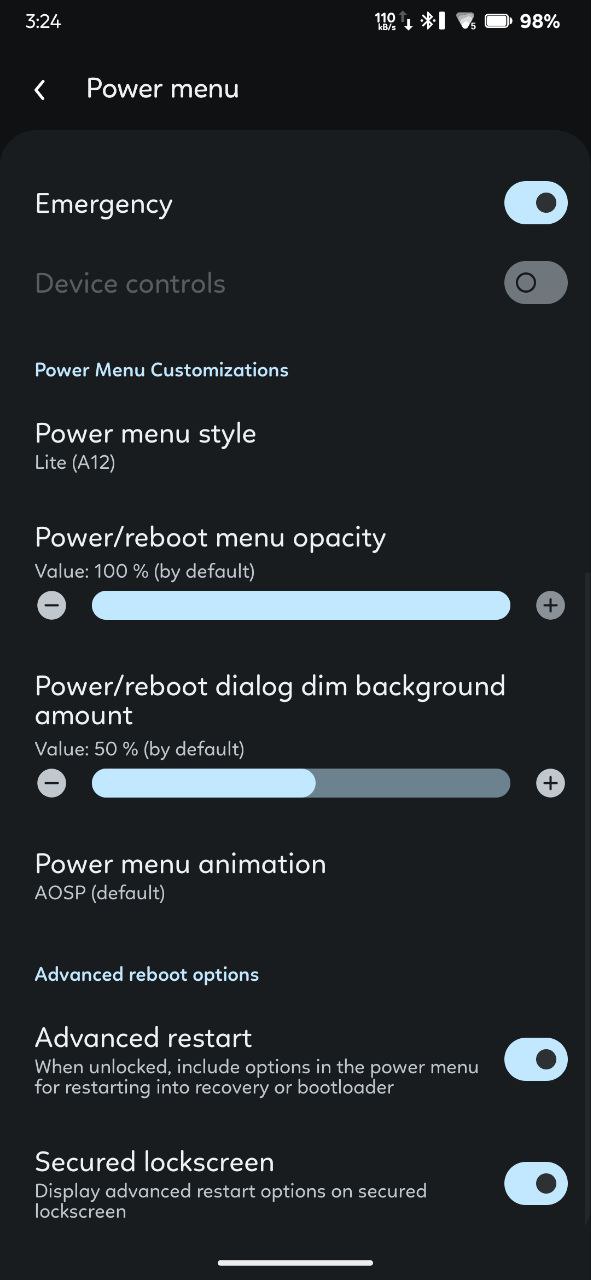 3:24
110 kB/s 5 98%
Power menu
Emergency
Device controls
Power Menu Customizations
Power menu style
Lite (A12)
Power/reboot menu opacity
Value: 100 % (by default)
Power/reboot dialog dim background
amount
Value: 50 % (by default)
Power menu animation
AOSP (default)
Advanced reboot options
Advanced restart
When unlocked, include options in the power menu
for restarting into recovery or bootloader
Secured lockscreen
Display advanced restart options on secured
lockscreen